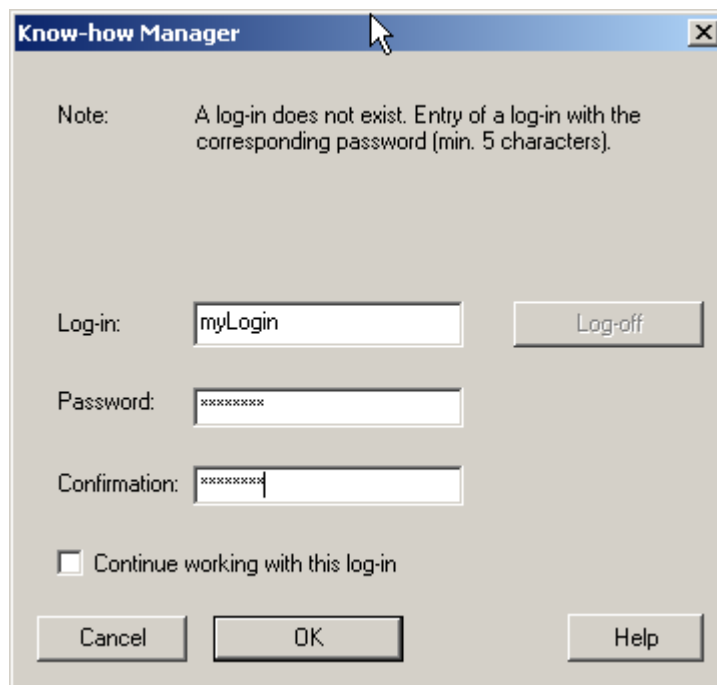 Know-how Manager
Note: A log-in does not exist. Entry of a log-in with the
corresponding password (min. 5 characters).
Log-in: myLogin Log-off
Password: ********
Confirmation: ********
Continue working with this log-in
Cancel OK Help